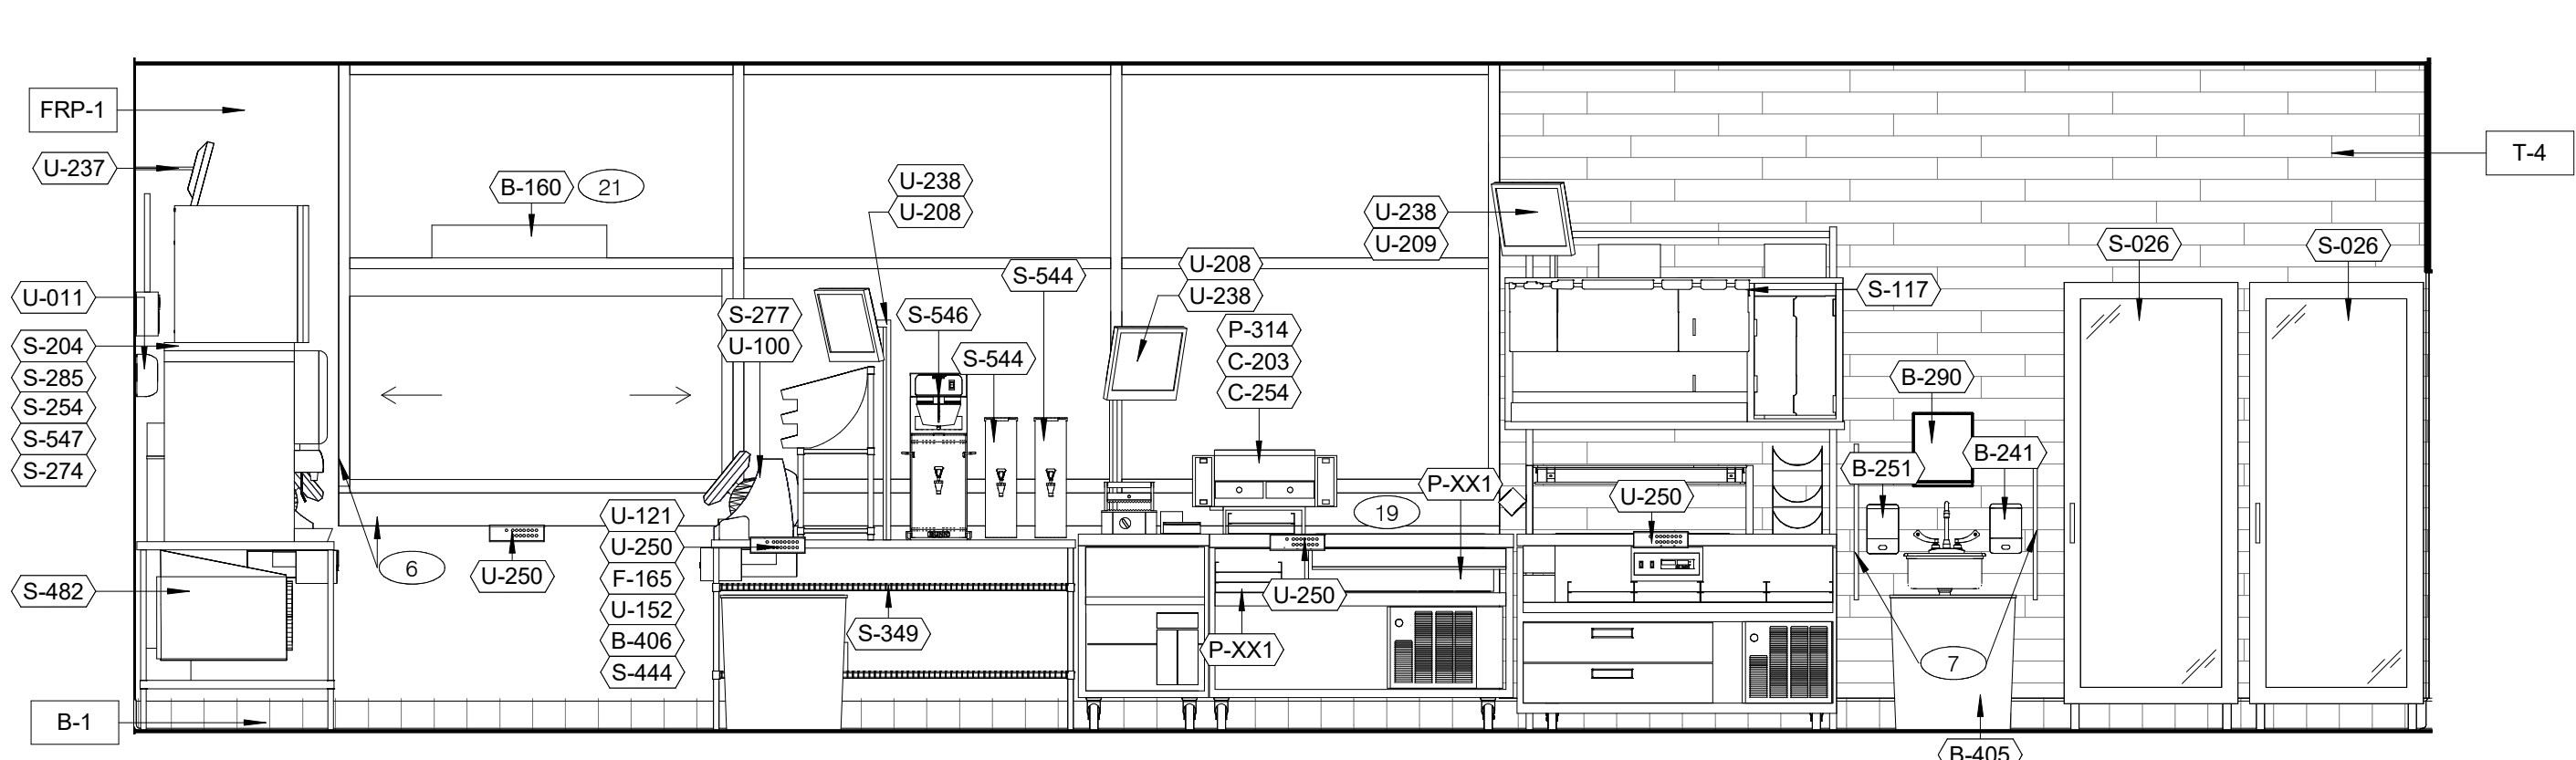 FRP-1
U-237
U-011
S-204
S-285
S-254
S-547
S-274
S-482
B-1
B-160
21
6
U-250
U-238
U-208
S-277
U-100
S-546
S-544
S-544
U-121
U-250
F-165
U-152
B-406
S-444
S-349
U-208
U-238
P-314
C-203
C-254
U-238
U-209
19
P-XX1
U-250
P-XX1
S-117
U-250
B-290
B-251
B-241
7
B-405
S-026
S-026
T-4